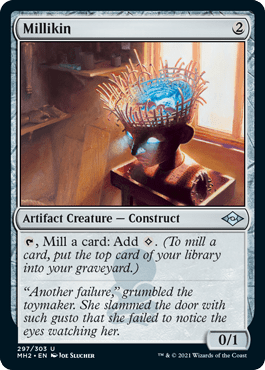 Millikin 2
Artifact Creature — Construct
, Mill a card: Add . (To mill a
card, put the top card of your library
into your graveyard.)
"Another failure," grumbled the
toymaker. She slammed the door with
such gusto that she failed to notice the
eyes watching her.
0/1
297/303 U
MH2 • EN Joe Slucher
™ & © 2021 Wizards of the Coast